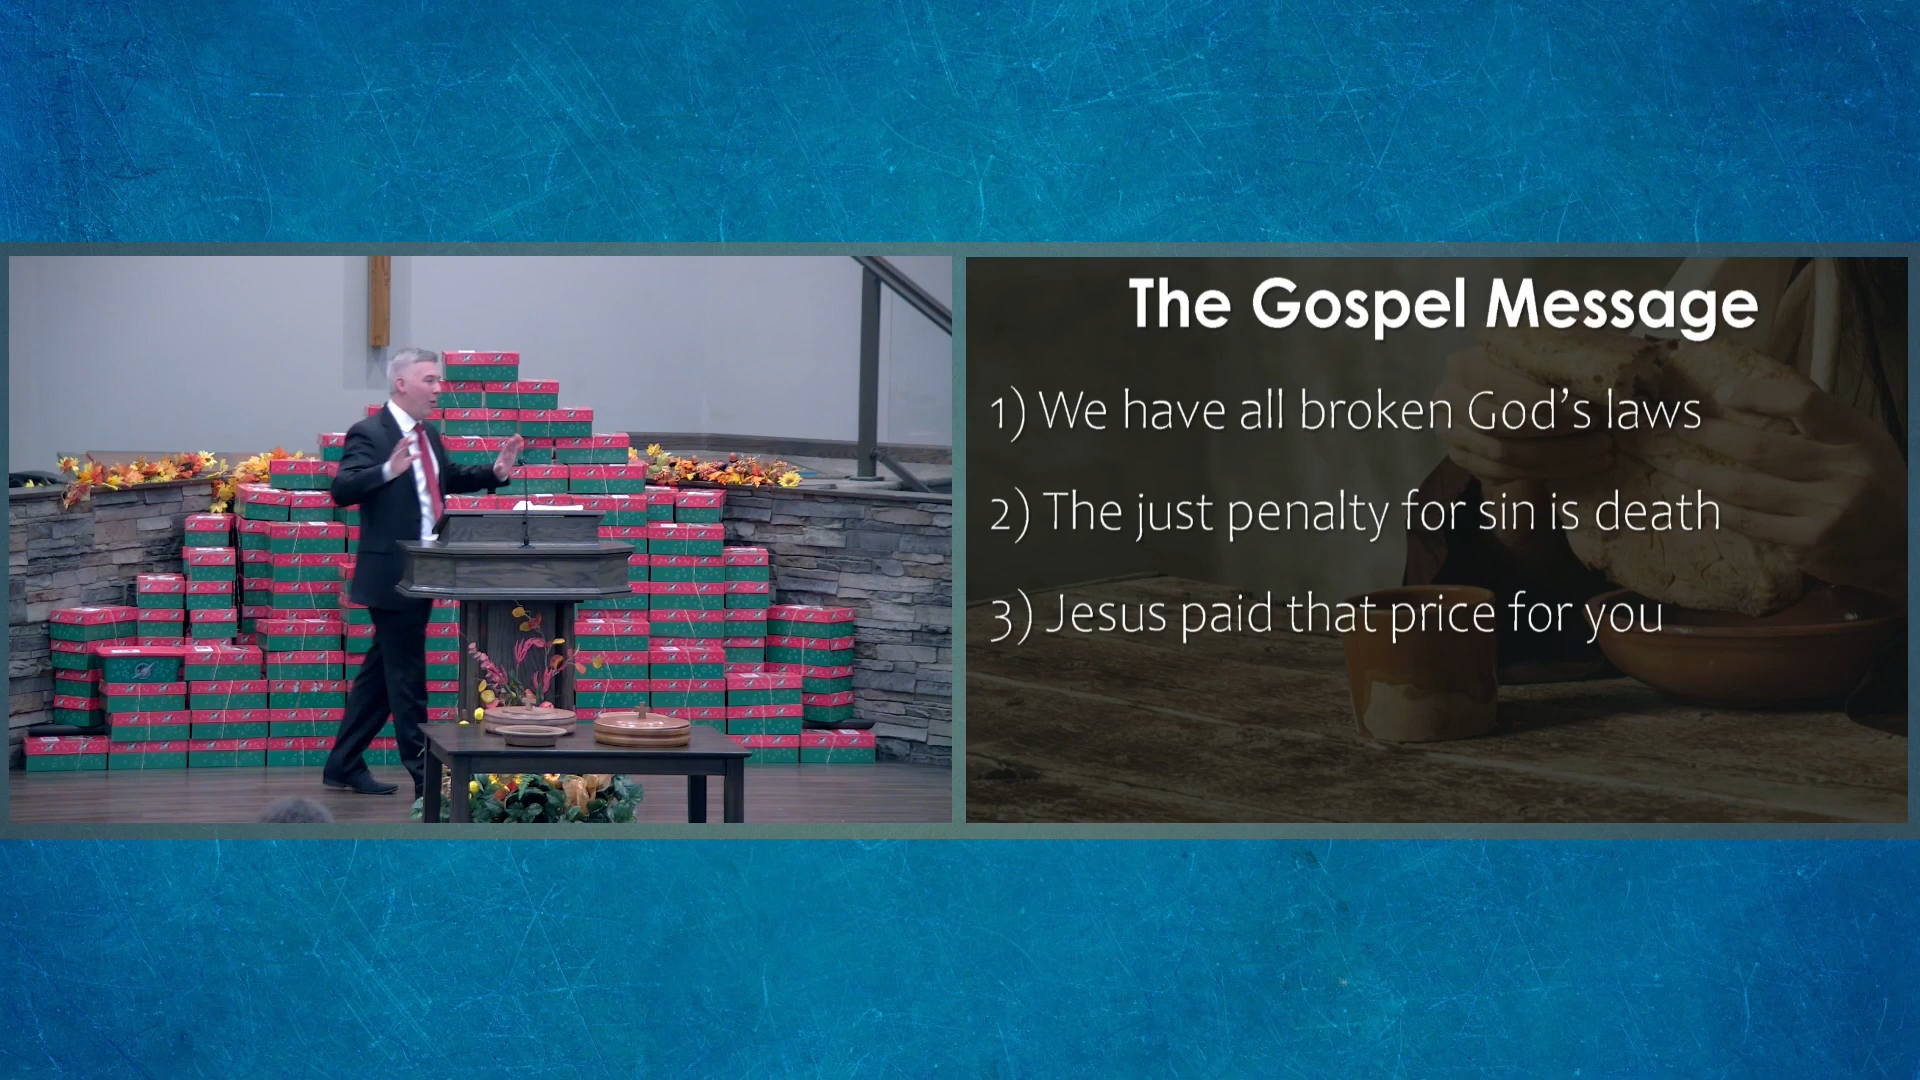 The Gospel Message
1) We have all broken God's laws
2) The just penalty for sin is death
3) Jesus paid that price for you